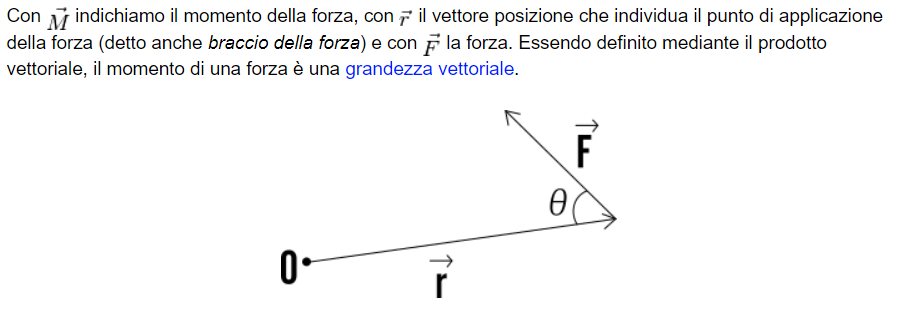 Con M⃗ indichiamo il momento della forza, con r⃗ il vettore posizione che individua il punto di applicazione
della forza (detto anche braccio della forza) e con F⃗ la forza. Essendo definito mediante il prodotto
vettoriale, il momento di una forza è una grandezza vettoriale.
F⃗
θ
0
r⃗